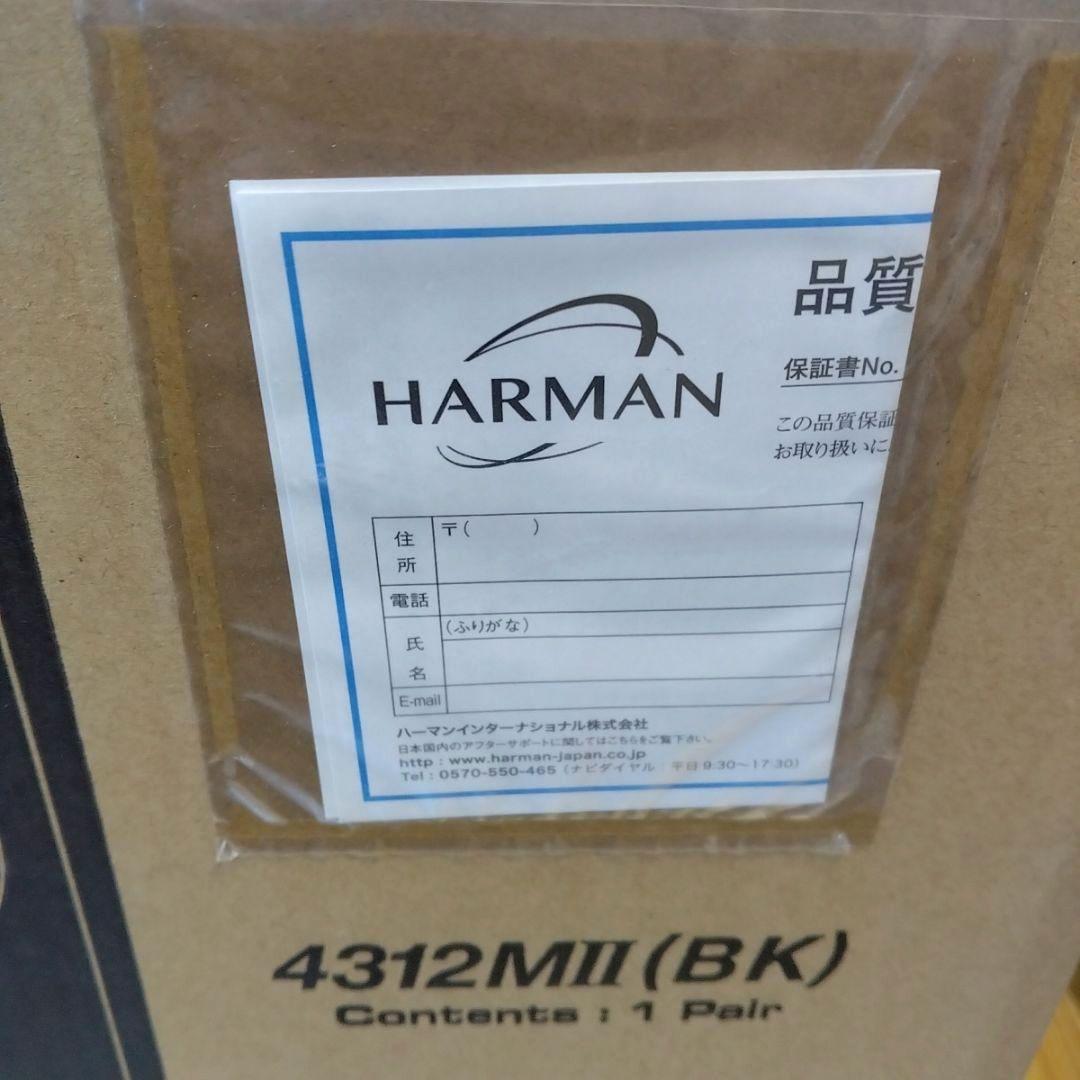 HARMAN
品質
保証書No.
この品質保証
お取り扱いに
住所
〒( )
電話
氏名
(ふりがな)
E-mail
ハーマンインターナショナル株式会社
日本国内のアフターサポートに関してはこちらをご覧下さい。
http : www.harman-japan.co.jp
Tel : 0570-550-465 (ナビダイヤル : 平日 9:30～17:30)
4312MII(BK)
Contents : 1 Pair